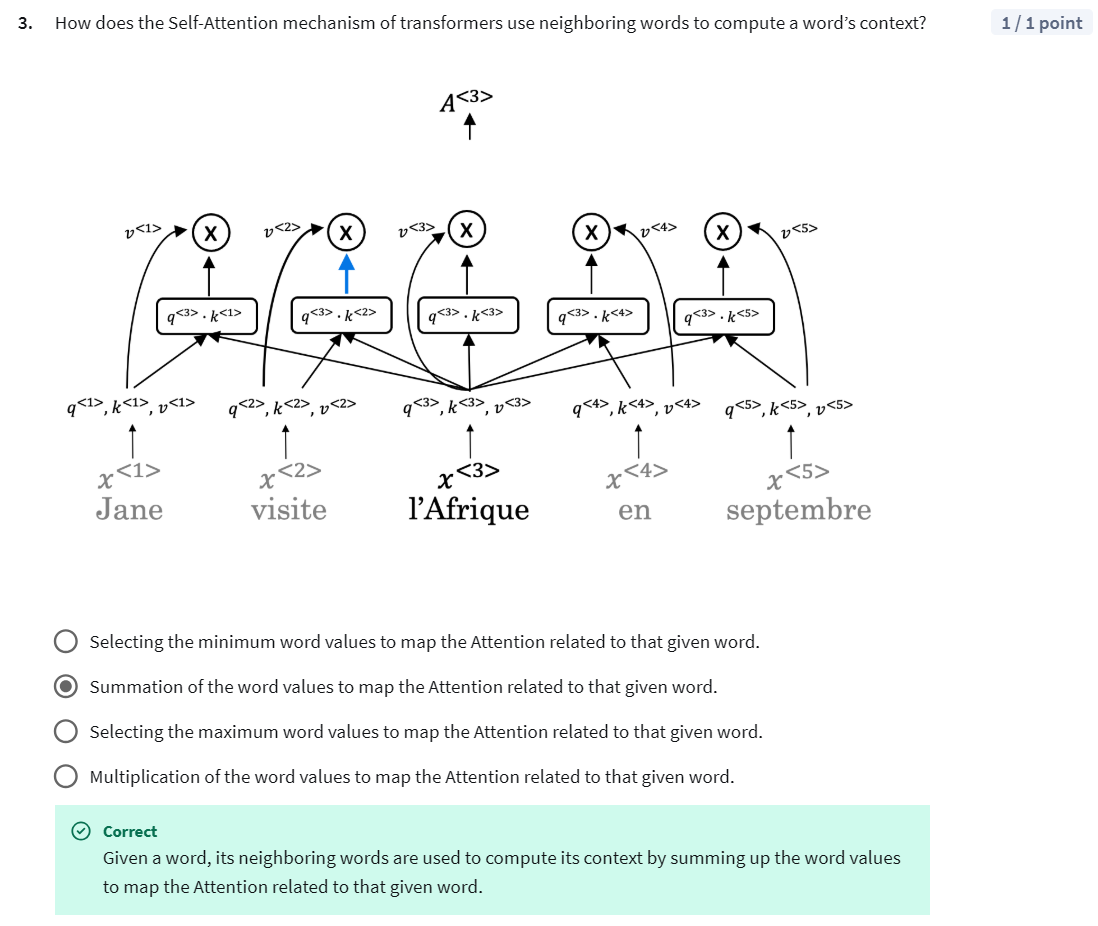 3. How does the Self-Attention mechanism of transformers use neighboring words to compute a word's context?
1 / 1 point
A<3>
v<1> X v<2> X v<3> X X v<4> X v<5>
q<3> . k<1> q<3> . k<2> q<3> . k<3> q<3> . k<4> q<3> . k<5>
q<1>, k<1>, v<1> q<2>, k<2>, v<2> q<3>, k<3>, v<3> q<4>, k<4>, v<4> q<5>, k<5>, v<5>
x<1> x<2> x<3> x<4> x<5>
Jane visite l'Afrique en septembre
Selecting the minimum word values to map the Attention related to that given word.
Summation of the word values to map the Attention related to that given word.
Selecting the maximum word values to map the Attention related to that given word.
Multiplication of the word values to map the Attention related to that given word.
Correct
Given a word, its neighboring words are used to compute its context by summing up the word values
to map the Attention related to that given word.